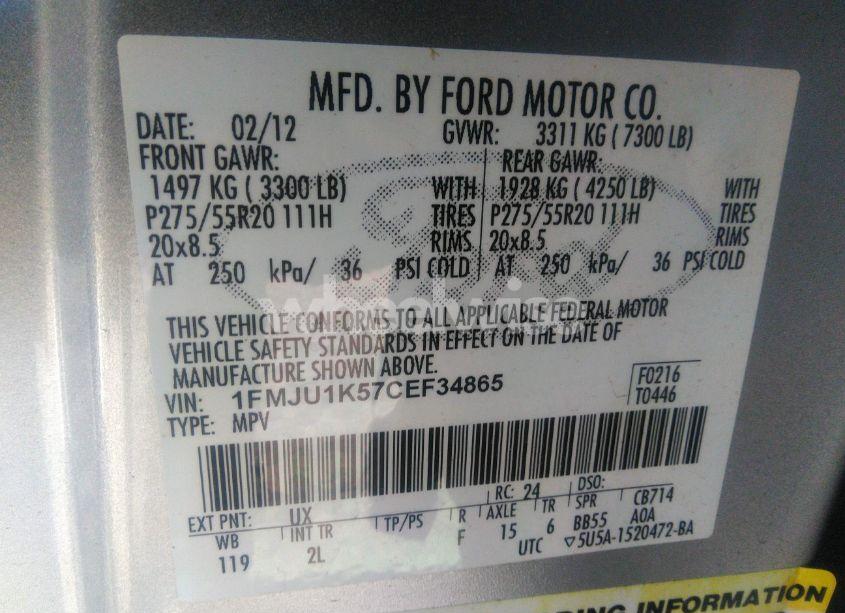 MFD. BY FORD MOTOR CO.
DATE: 02/12 GVWR: 3311 KG ( 7300 LB)
FRONT GAWR: REAR GAWR:
1497 KG ( 3300 LB) WITH 1928 KG ( 4250 LB) WITH
P275/55R20 111H TIRES P275/55R20 111H TIRES
20x8.5 RIMS 20x8.5 RIMS
AT 250 kPa/ 36 PSI COLD AT 250 kPa/ 36 PSI COLD
THIS VEHICLE CONFORMS TO ALL APPLICABLE FEDERAL MOTOR
VEHICLE SAFETY STANDARDS IN EFFECT ON THE DATE OF
MANUFACTURE SHOWN ABOVE.
VIN: 1FMJU1K57CEF34865
TYPE: MPV
F0216
T0446
RC: 24 DSO:
EXT PNT: UX CB714
WB INT TR TP/PS R AXLE TR SPR
119 2L F 15 6 BB55 AOA
UTC ▽5U5A-1520472-BA
INFORMATION